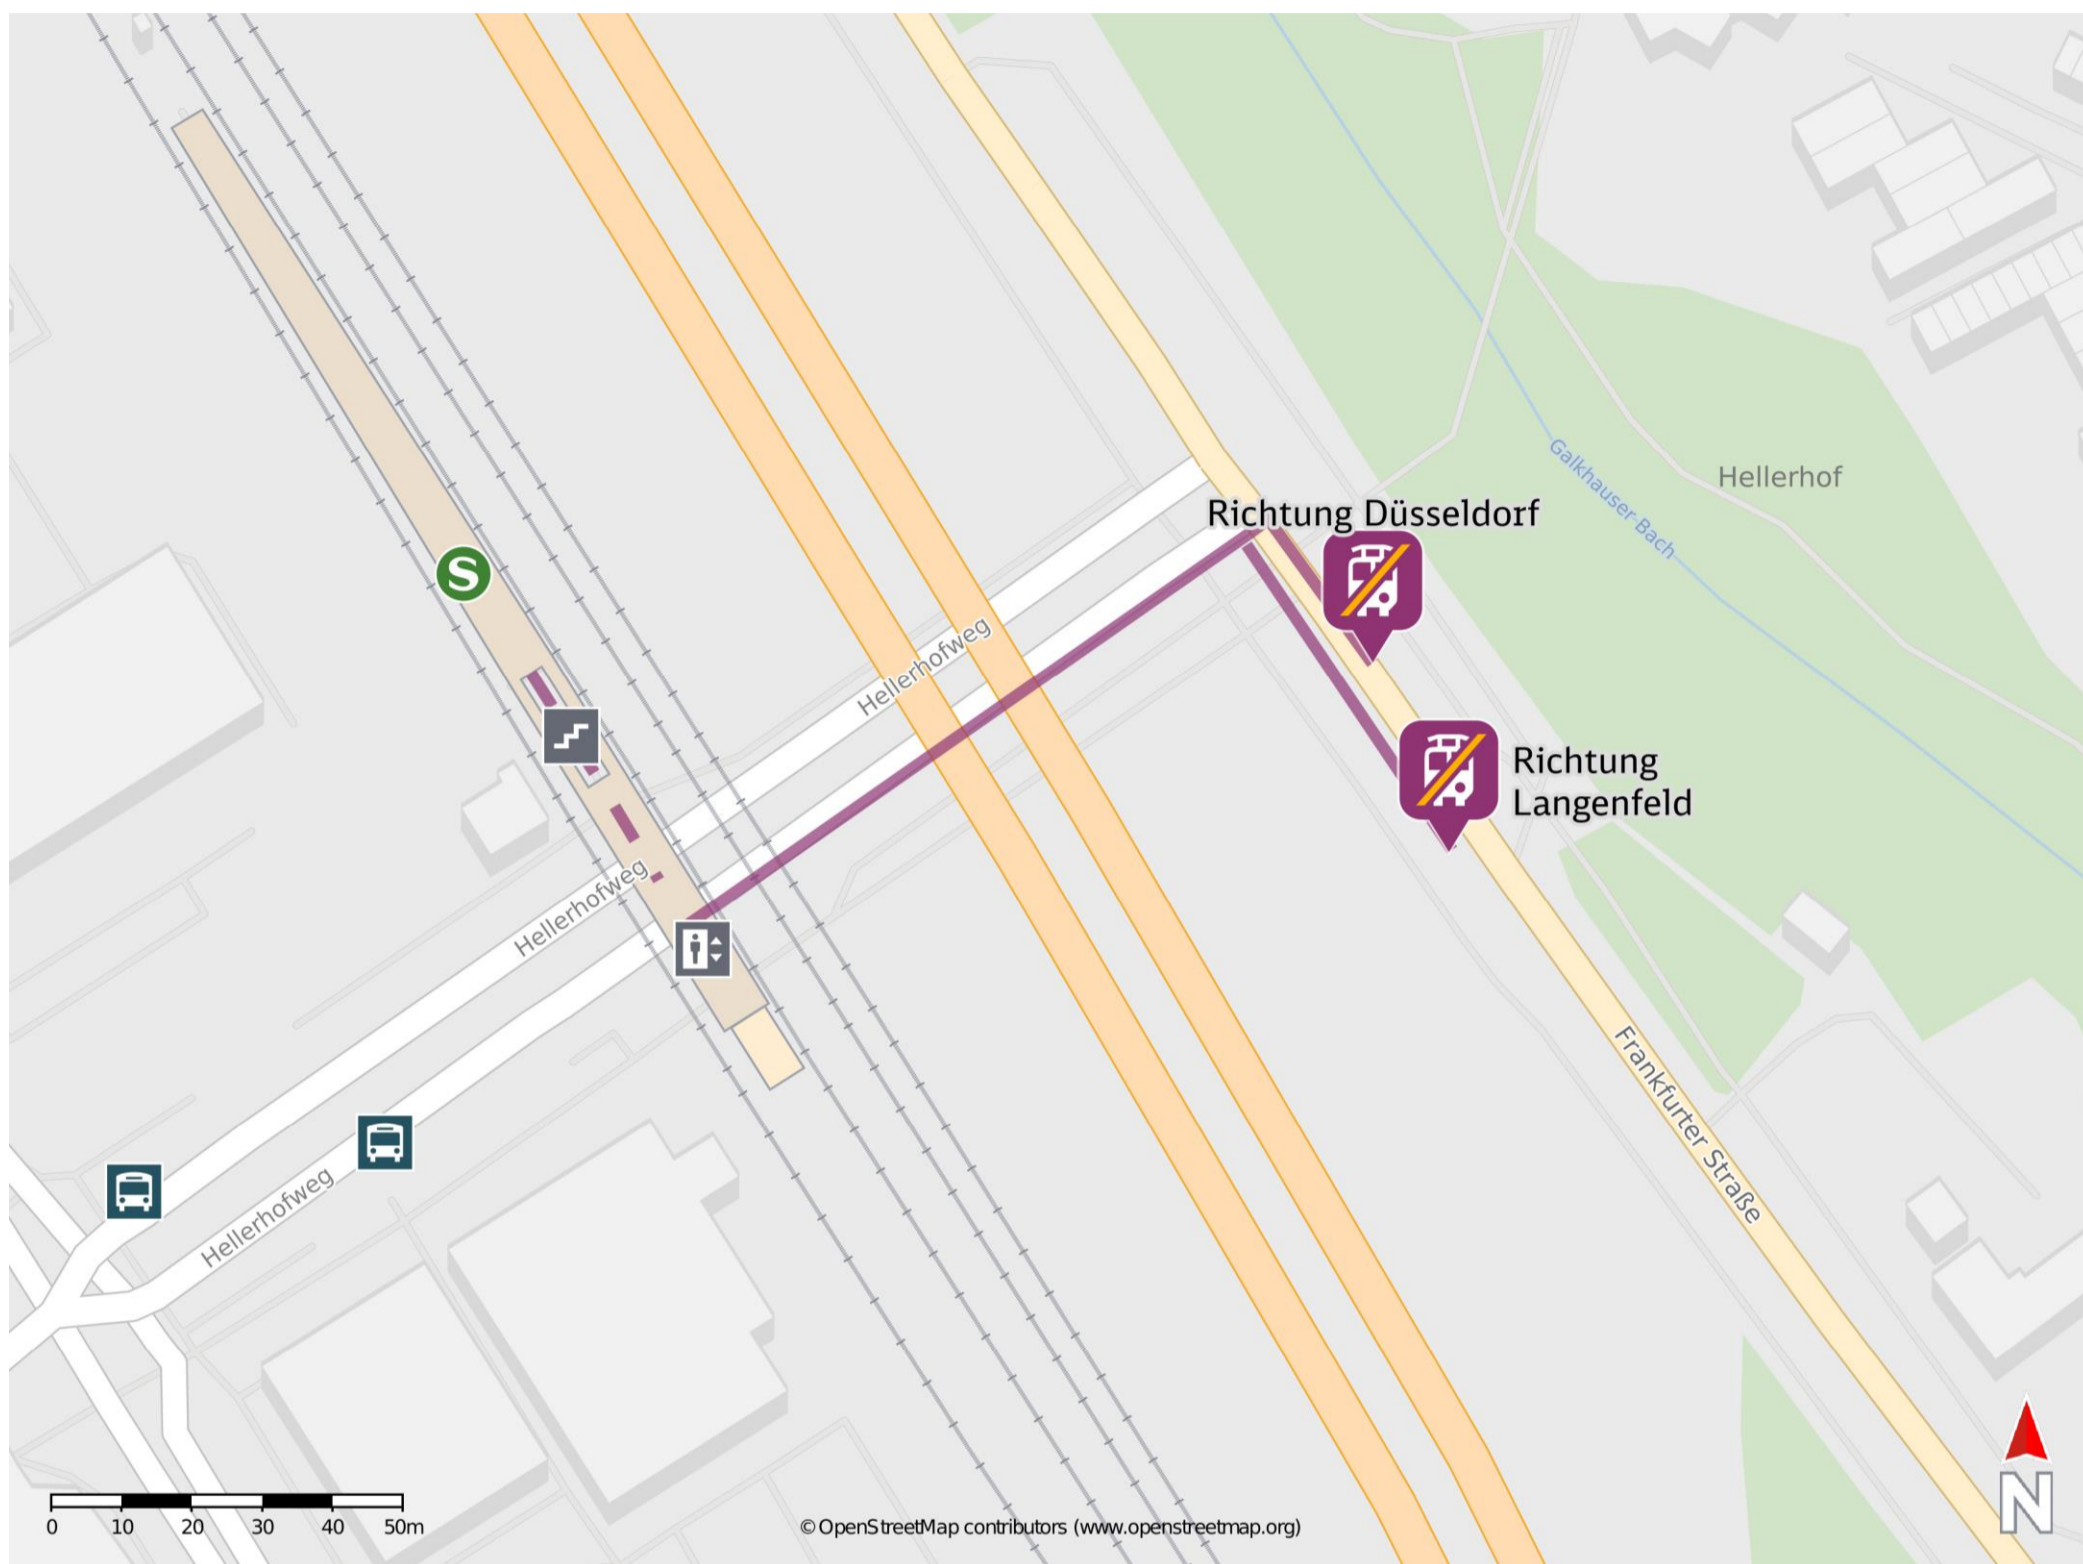 Galkhauser-Bach
Hellerhof
Richtung Düsseldorf
S
Hellerhofweg
Richtung
Langenfeld
Hellerhofweg
Hellerhofweg
Frankfurter Straße
0 10 20 30 40 50m
© OpenStreetMap contributors (www.openstreetmap.org)
N